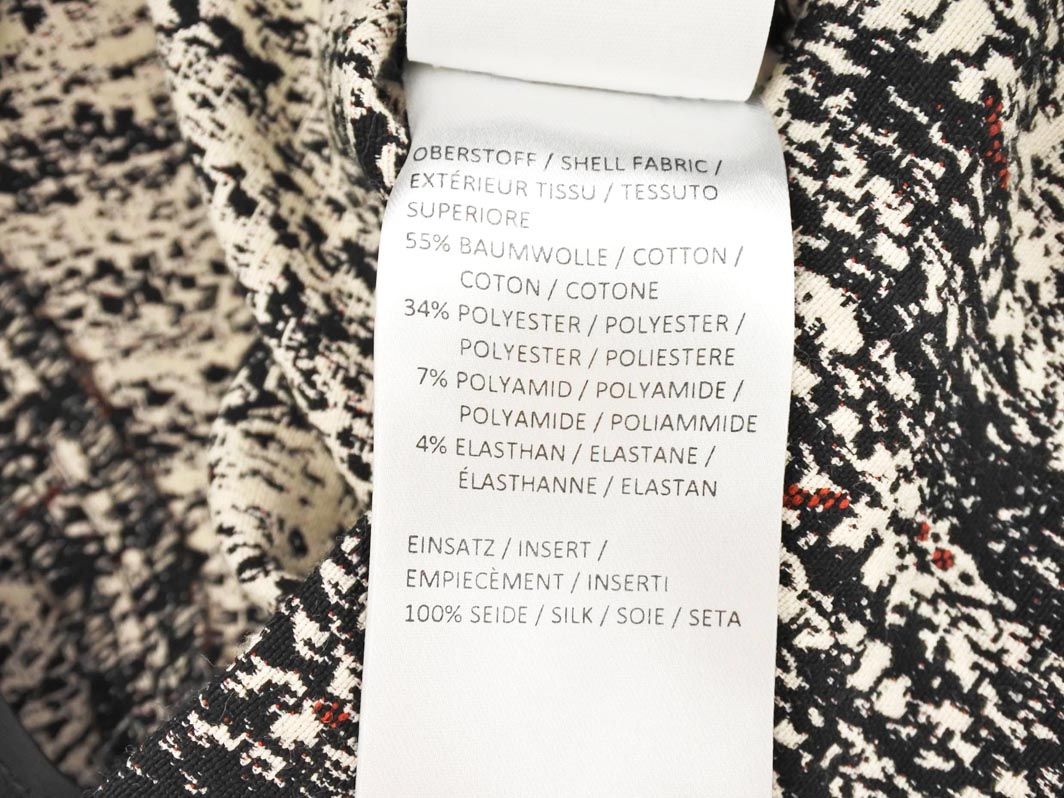 OBERSTOFF / SHELL FABRIC /
EXTÉRIEUR TISSU / TESSUTO
SUPERIORE
55% BAUMWOLLE / COTTON /
COTON / COTONE
34% POLYESTER / POLYESTER /
POLYESTER / POLIESTERE
7% POLYAMID / POLYAMIDE /
POLYAMIDE / POLIAMMIDE
4% ELASTHAN / ELASTANE /
ÉLASTHANNE / ELASTAN
EINSATZ / INSERT /
EMPIECÈMENT / INSERTI
100% SEIDE / SILK / SOIE / SETA